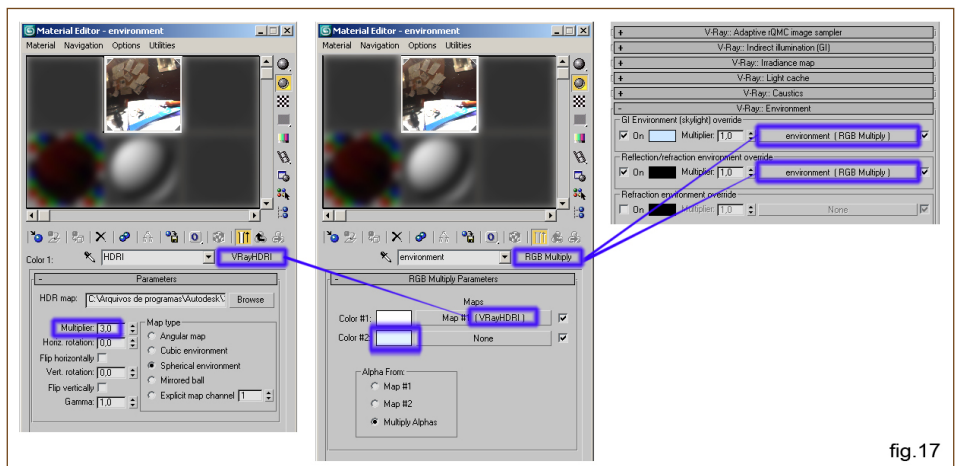 Material Editor - environment
Material Navigation Options Utilities
Color 1: HDRI VRayHDRI
- Parameters
HDR map: C:\Arquivos de programas\Autodesk\ Browse
Multiplier: 3,0
Horiz. rotation: 0,0
Flip horizontally
Vert. rotation: 0,0
Flip vertically
Gamma: 1,0
Map type
Angular map
Cubic environment
Spherical environment
Mirrored ball
Explicit map channel 1
Material Editor - environment
Material Navigation Options Utilities
environment RGB Multiply
- RGB Multiply Parameters
Maps
Color #1: Map #1 ( VRayHDRI )
Color #2: None
Alpha From:
Map #1
Map #2
Multiply Alphas
+ V-Ray:: Adaptive rQMC image sampler
+ V-Ray:: Indirect illumination (GI)
+ V-Ray:: Irradiance map
+ V-Ray:: Light cache
+ V-Ray:: Caustics
- V-Ray:: Environment
GI Environment (skylight) override
On Multiplier: 1,0 environment ( RGB Multiply )
Reflection/refraction environment override
On Multiplier: 1,0 environment ( RGB Multiply )
Refraction environment override
On Multiplier: 1,0 None
fig.17